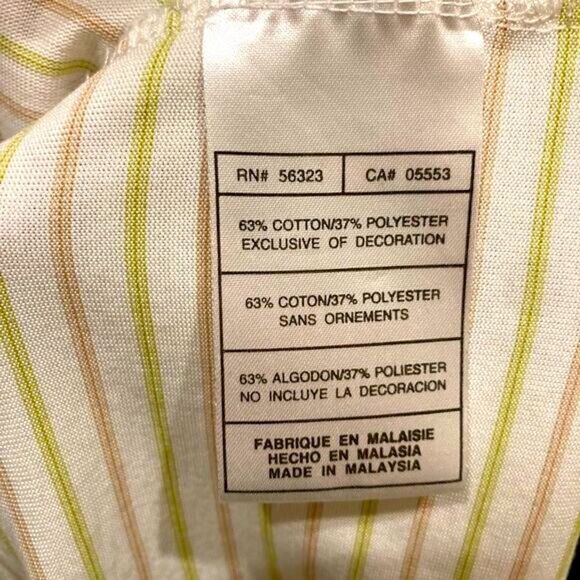 RN# 56323 CA# 05553
63% COTTON/37% POLYESTER
EXCLUSIVE OF DECORATION
63% COTON/37% POLYESTER
SANS ORNEMENTS
63% ALGODON/37% POLIESTER
NO INCLUYE LA DECORACION
FABRIQUE EN MALAISIE
HECHO EN MALASIA
MADE IN MALAYSIA